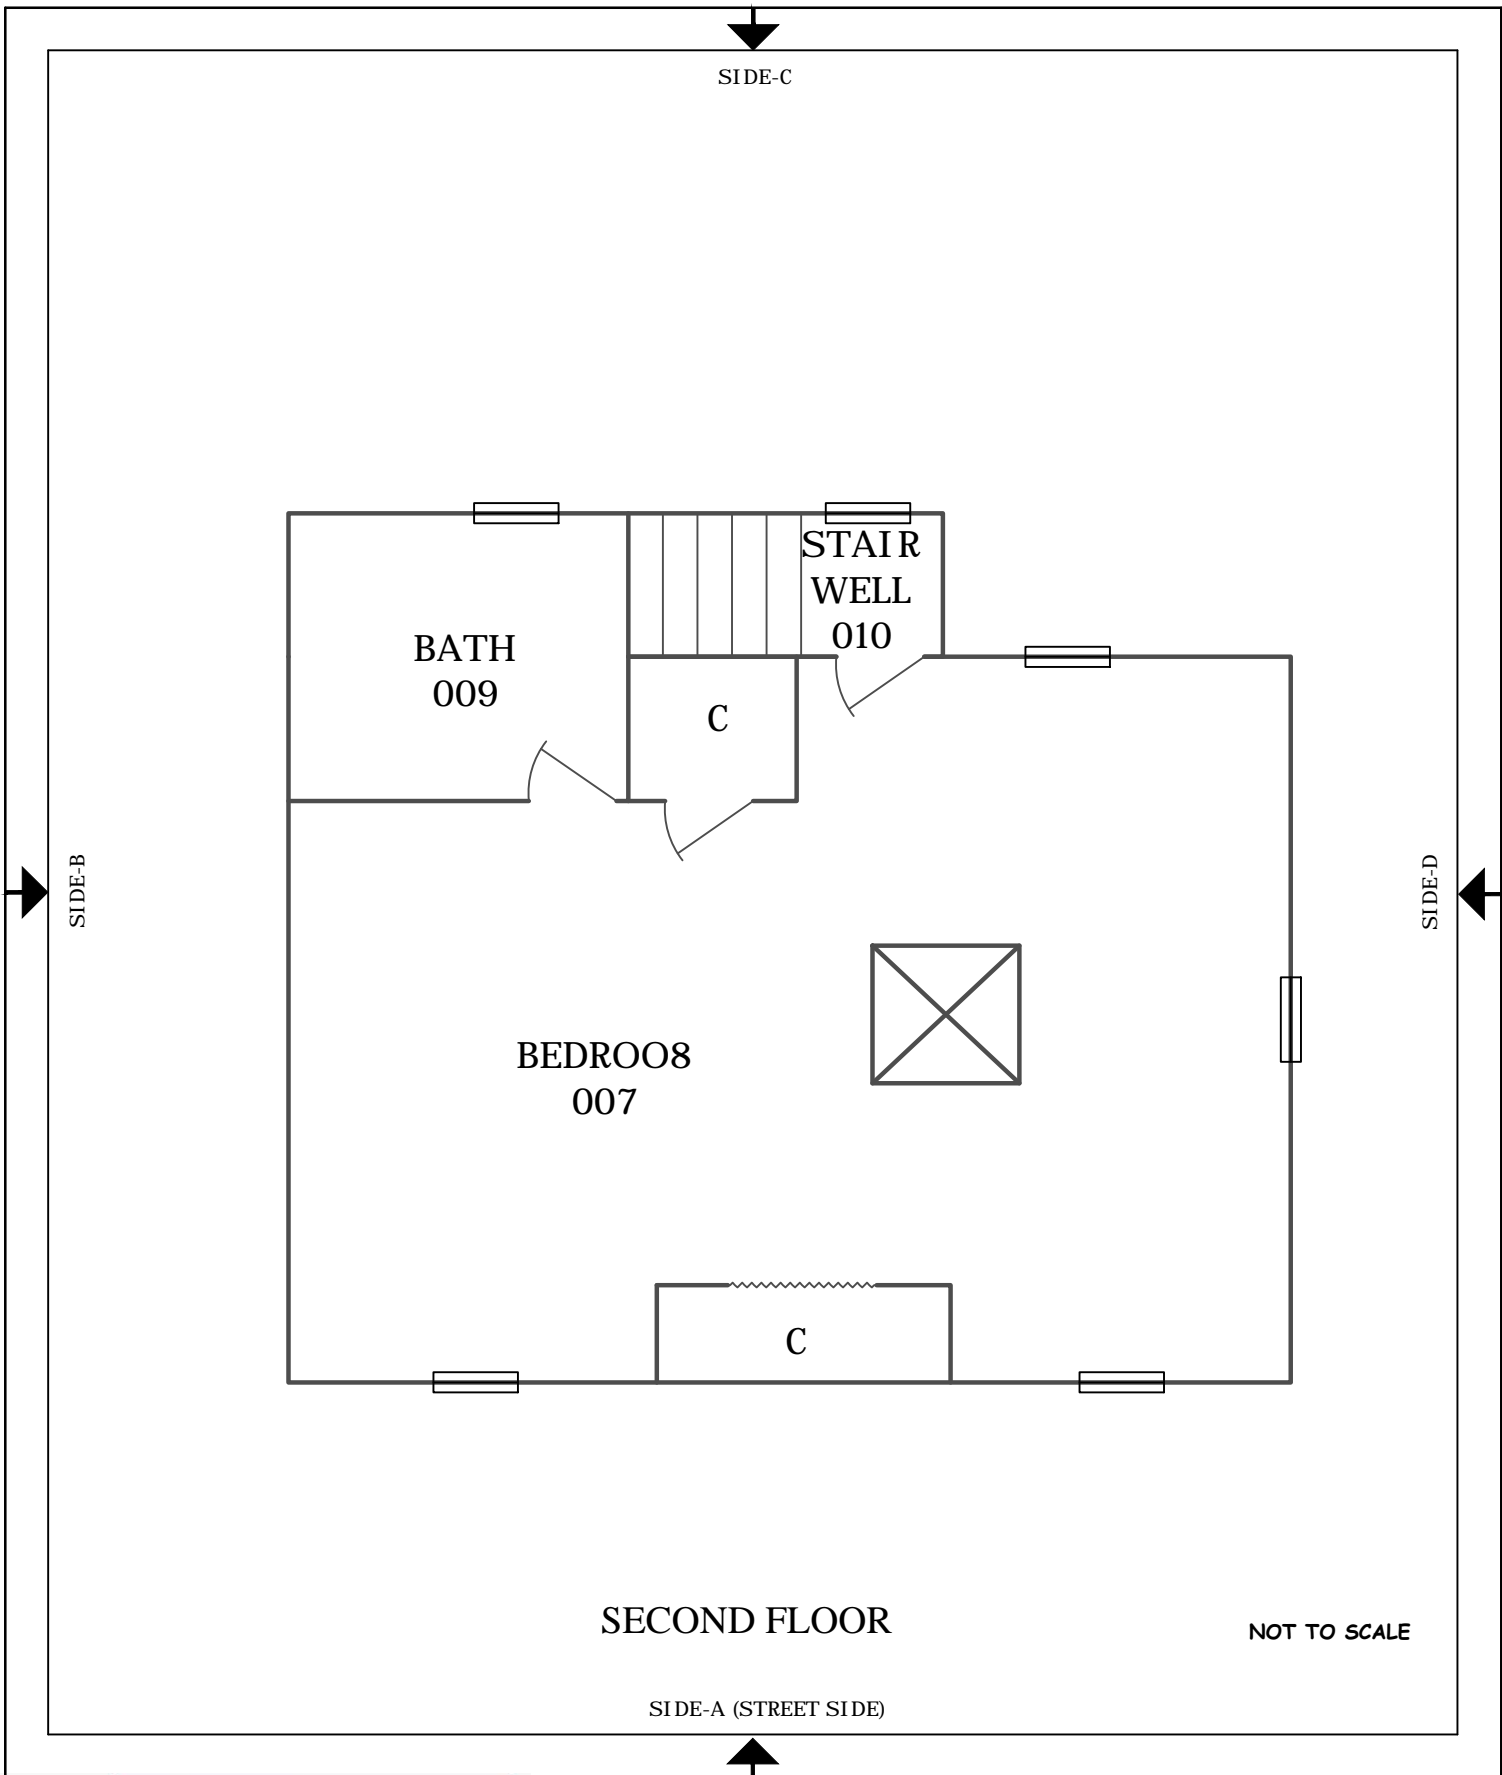 SIDE-C
STAIR
WELL
010
BATH
009
C
SIDE-B
SIDE-D
BEDROO8
007
C
SECOND FLOOR
NOT TO SCALE
SIDE-A (STREET SIDE)